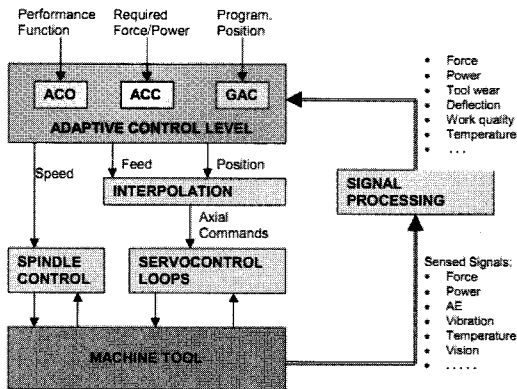 Performance
Function
Required
Force/Power
Program.
Position
ACO
ACC
GAC
ADAPTIVE CONTROL LEVEL
Speed
Feed
Position
INTERPOLATION
Axial
Commands
SPINDLE
CONTROL
SERVOCONTROL
LOOPS
MACHINE TOOL
• Force
• Power
• Tool wear
• Deflection
• Work quality
• Temperature
• . . .
SIGNAL
PROCESSING
Sensed Signals:
• Force
• Power
• AE
• Vibration
• Temperature
• Vision
• . . . . .